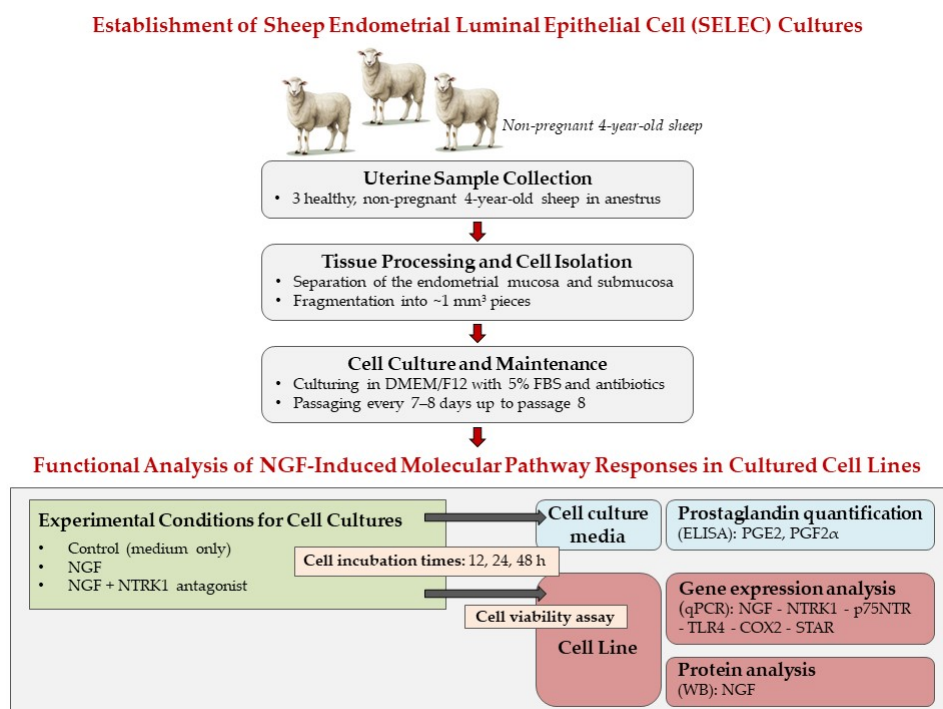 Establishment of Sheep Endometrial Luminal Epithelial Cell (SELEC) Cultures
Non-pregnant 4-year-old sheep
Uterine Sample Collection
• 3 healthy, non-pregnant 4-year-old sheep in anestrus
Tissue Processing and Cell Isolation
• Separation of the endometrial mucosa and submucosa
• Fragmentation into ~1 mm³ pieces
Cell Culture and Maintenance
• Culturing in DMEM/F12 with 5% FBS and antibiotics
• Passaging every 7–8 days up to passage 8
Functional Analysis of NGF-Induced Molecular Pathway Responses in Cultured Cell Lines
Experimental Conditions for Cell Cultures
• Control (medium only)
• NGF
• NGF + NTRK1 antagonist
Cell incubation times: 12, 24, 48 h
Cell viability assay
Cell culture
media
Prostaglandin quantification
(ELISA): PGE2, PGF2α
Cell Line
Gene expression analysis
(qPCR): NGF - NTRK1 - p75NTR
- TLR4 - COX2 - STAR
Protein analysis
(WB): NGF